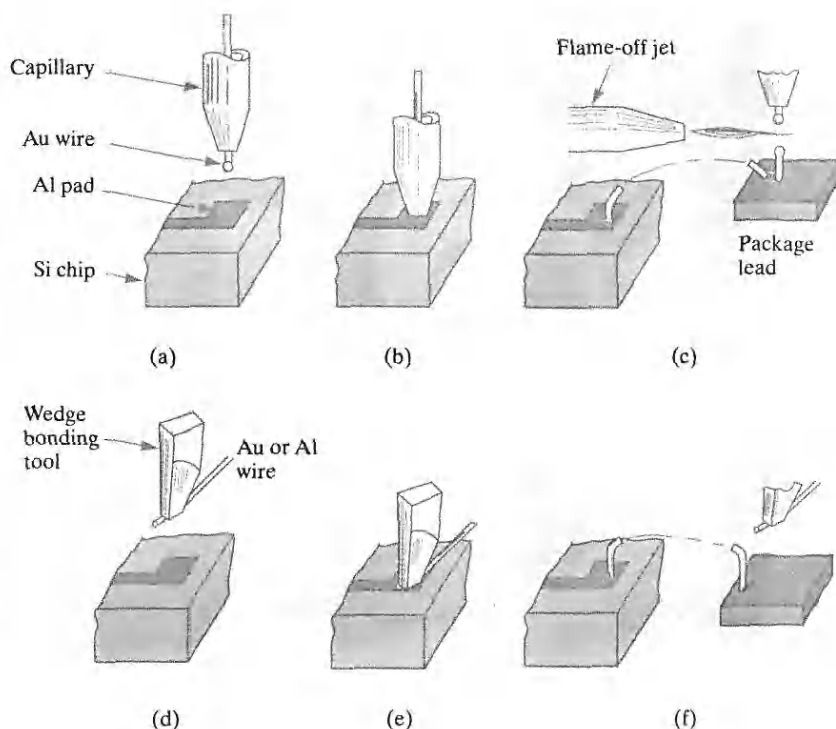 Capillary
Au wire
Al pad
Si chip
Flame-off jet
Package
lead
(a)
(b)
(c)
Wedge
bonding
tool
Au or Al
wire
(d)
(e)
(f)